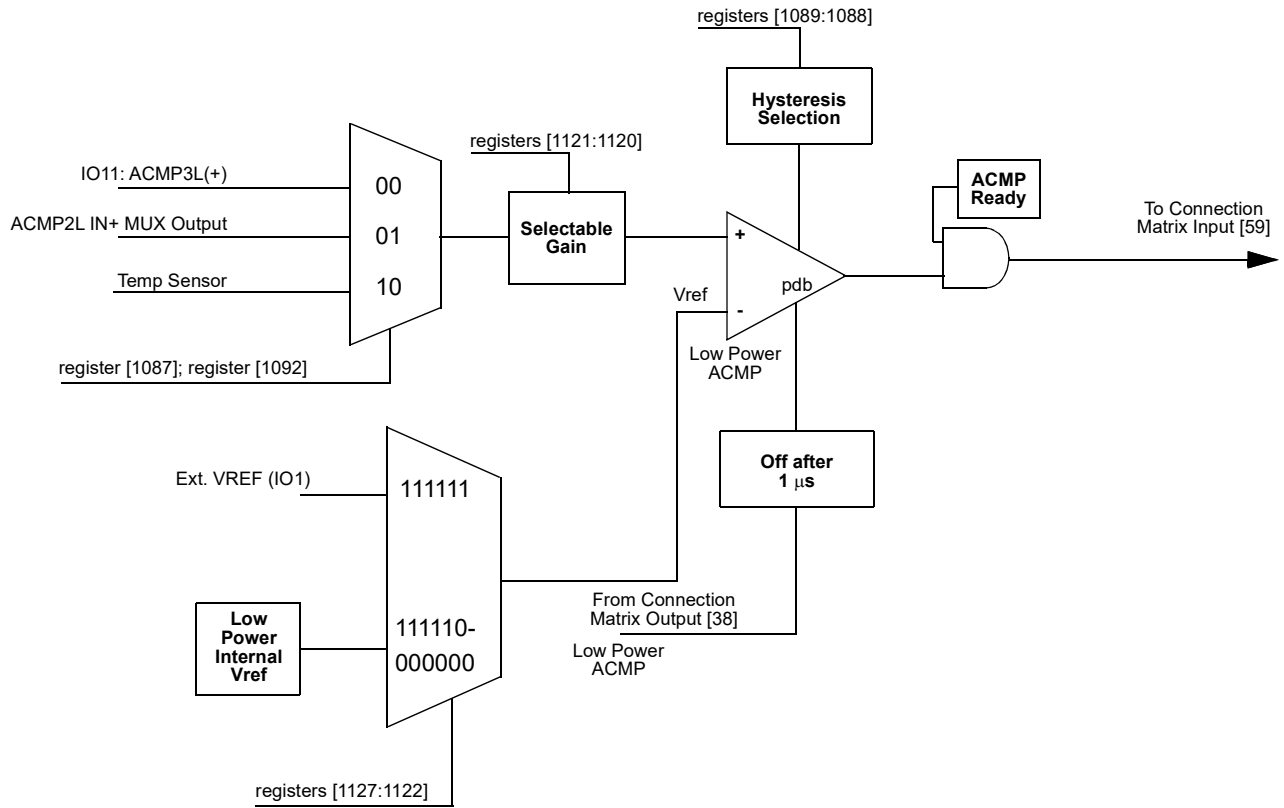 registers [1089:1088]
Hysteresis
Selection
registers [1121:1120]
IO11: ACMP3L(+)
00
ACMP
Ready
ACMP2L IN+ MUX Output
01
Selectable
Gain
+
To Connection
Matrix Input [59]
Temp Sensor
10
pdb
Vref
-
Low Power
ACMP
register [1087]; register [1092]
Off after
1 μs
Ext. VREF (IO1)
111111
From Connection
Matrix Output [38]
Low Power
ACMP
Low
Power
Internal
Vref
111110-
000000
registers [1127:1122]